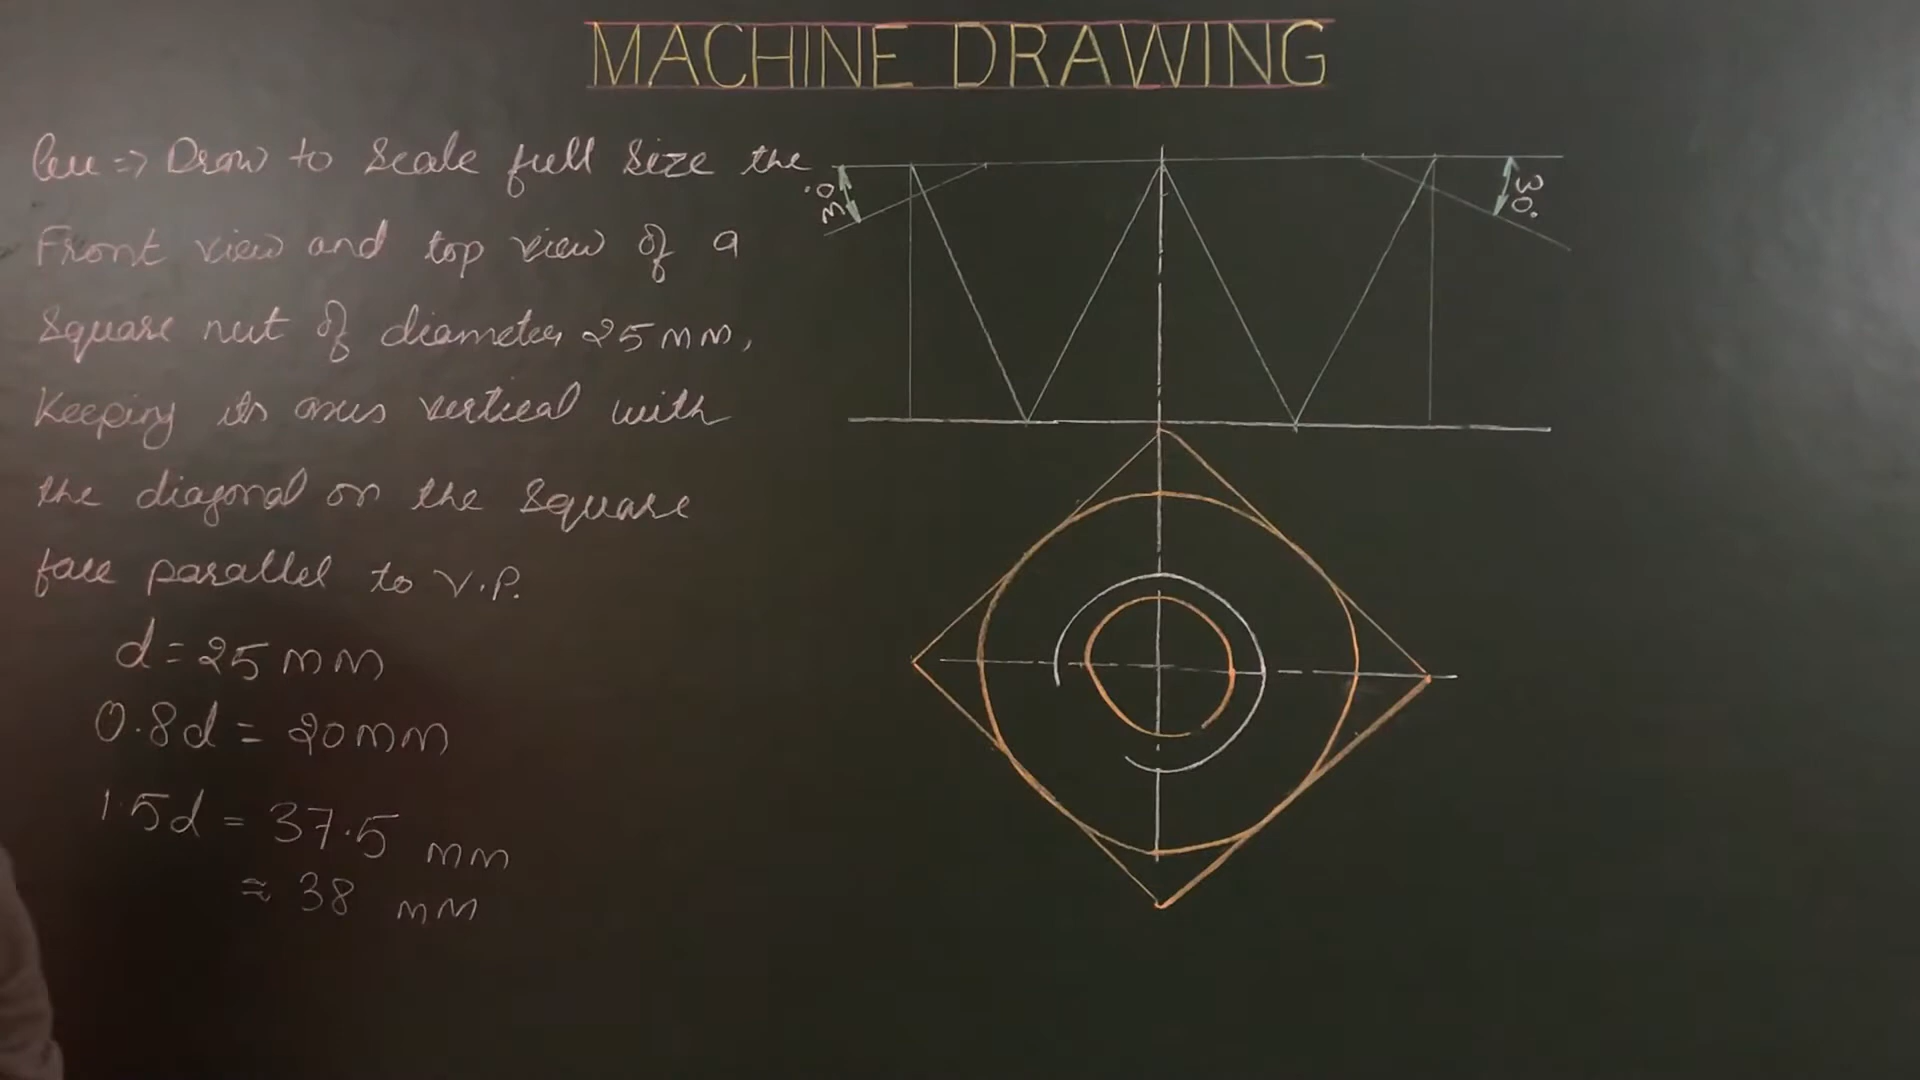 MACHINE DRAWING
Que => Draw to Scale full size the
Front view and top view of a
Square nut of diameter 25 mm,
Keeping its axis vertical with
the diagonal on the square
face parallel to V.P.
d = 25 mm
0.8d = 20 mm
1.5d = 37.5 mm
≈ 38 mm
30°
30°